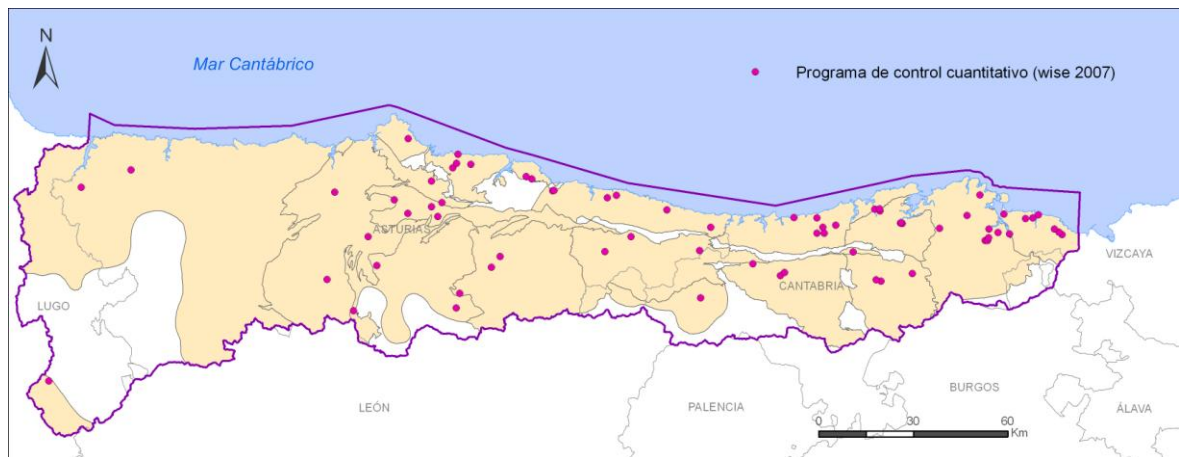 N
Mar Cantábrico
Programa de control cuantitativo (wise 2007)
ASTURIAS
VIZCAYA
CANTABRIA
LUGO
BURGOS
LEÓN
PALENCIA
ÁLAVA
0 30 60
Km